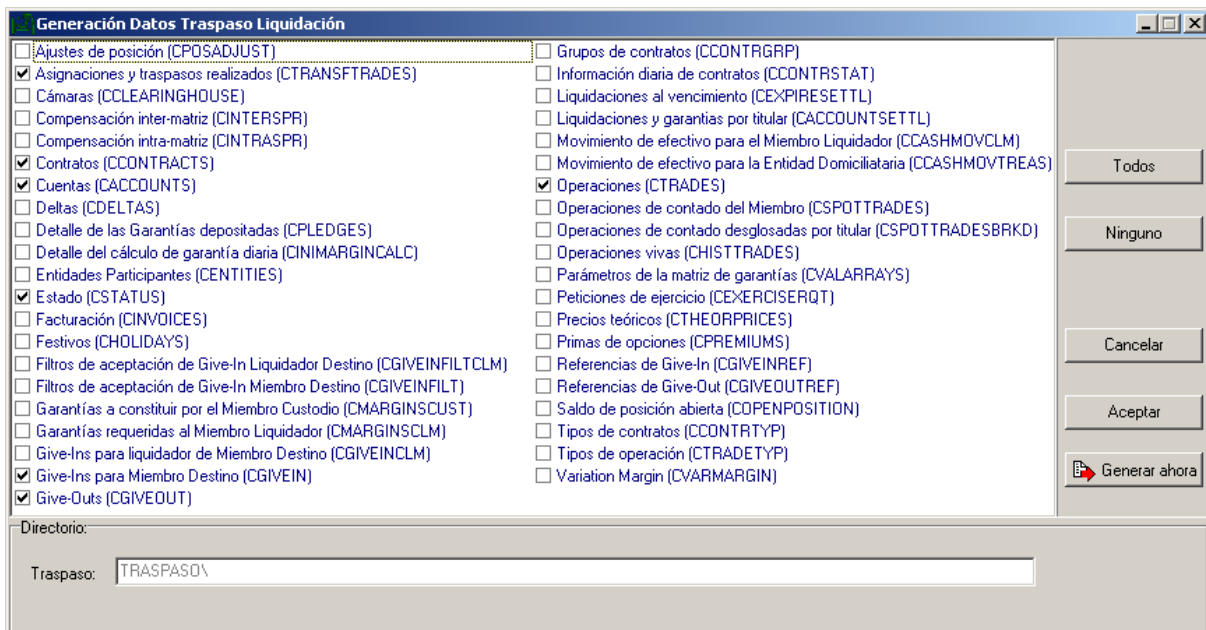 Generación Datos Traspaso Liquidación
Ajustes de posición (CPOSADJUST)
Asignaciones y traspasos realizados (CTRANSFTRADES)
Cámaras (CCLEARINGHOUSE)
Compensación inter-matriz (CINTERSPR)
Compensación intra-matriz (CINTRASPR)
Contratos (CCONTRACTS)
Cuentas (CACCOUNTS)
Deltas (CDELTAS)
Detalle de las Garantías depositadas (CPLEDGES)
Detalle del cálculo de garantía diaria (CINIMARGINCALC)
Entidades Participantes (CENTITIES)
Estado (CSTATUS)
Facturación (CINVOICES)
Festivos (CHOLIDAYS)
Filtros de aceptación de Give-In Liquidador Destino (CGIVEINFILTCLM)
Filtros de aceptación de Give-In Miembro Destino (CGIVEINFILT)
Garantías a constituir por el Miembro Custodio (CMARGINSCUST)
Garantías requeridas al Miembro Liquidador (CMARGINSCLM)
Give-Ins para liquidador de Miembro Destino (CGIVEINCLM)
Give-Ins para Miembro Destino (CGIVEIN)
Give-Outs (CGIVEOUT)
Grupos de contratos (CCONTRGRP)
Información diaria de contratos (CCONTRSTAT)
Liquidaciones al vencimiento (CEXPIRESETTL)
Liquidaciones y garantias por titular (CACCOUNTSETTL)
Movimiento de efectivo para el Miembro Liquidador (CCASHMOVCLM)
Movimiento de efectivo para la Entidad Domiciliataria (CCASHMOVTREAS)
Operaciones (CTRADES)
Operaciones de contado del Miembro (CSPOTTRADES)
Operaciones de contado desglosadas por titular (CSPOTTRADESBRKD)
Operaciones vivas (CHISTTRADES)
Parámetros de la matriz de garantías (CVALARRAYS)
Peticiones de ejercicio (CEXERCISERQT)
Precios teóricos (CTHEORPRICES)
Primas de opciones (CPREMIUMS)
Referencias de Give-In (CGIVEINREF)
Referencias de Give-Out (CGIVEOUTREF)
Saldo de posición abierta (COPENPOSITION)
Tipos de contratos (CCONTRTYP)
Tipos de operación (CTRADETYP)
Variation Margin (CVARMARGIN)
Todos
Ninguno
Cancelar
Aceptar
Generar ahora
Directorio:
Traspaso: TRASPASO\